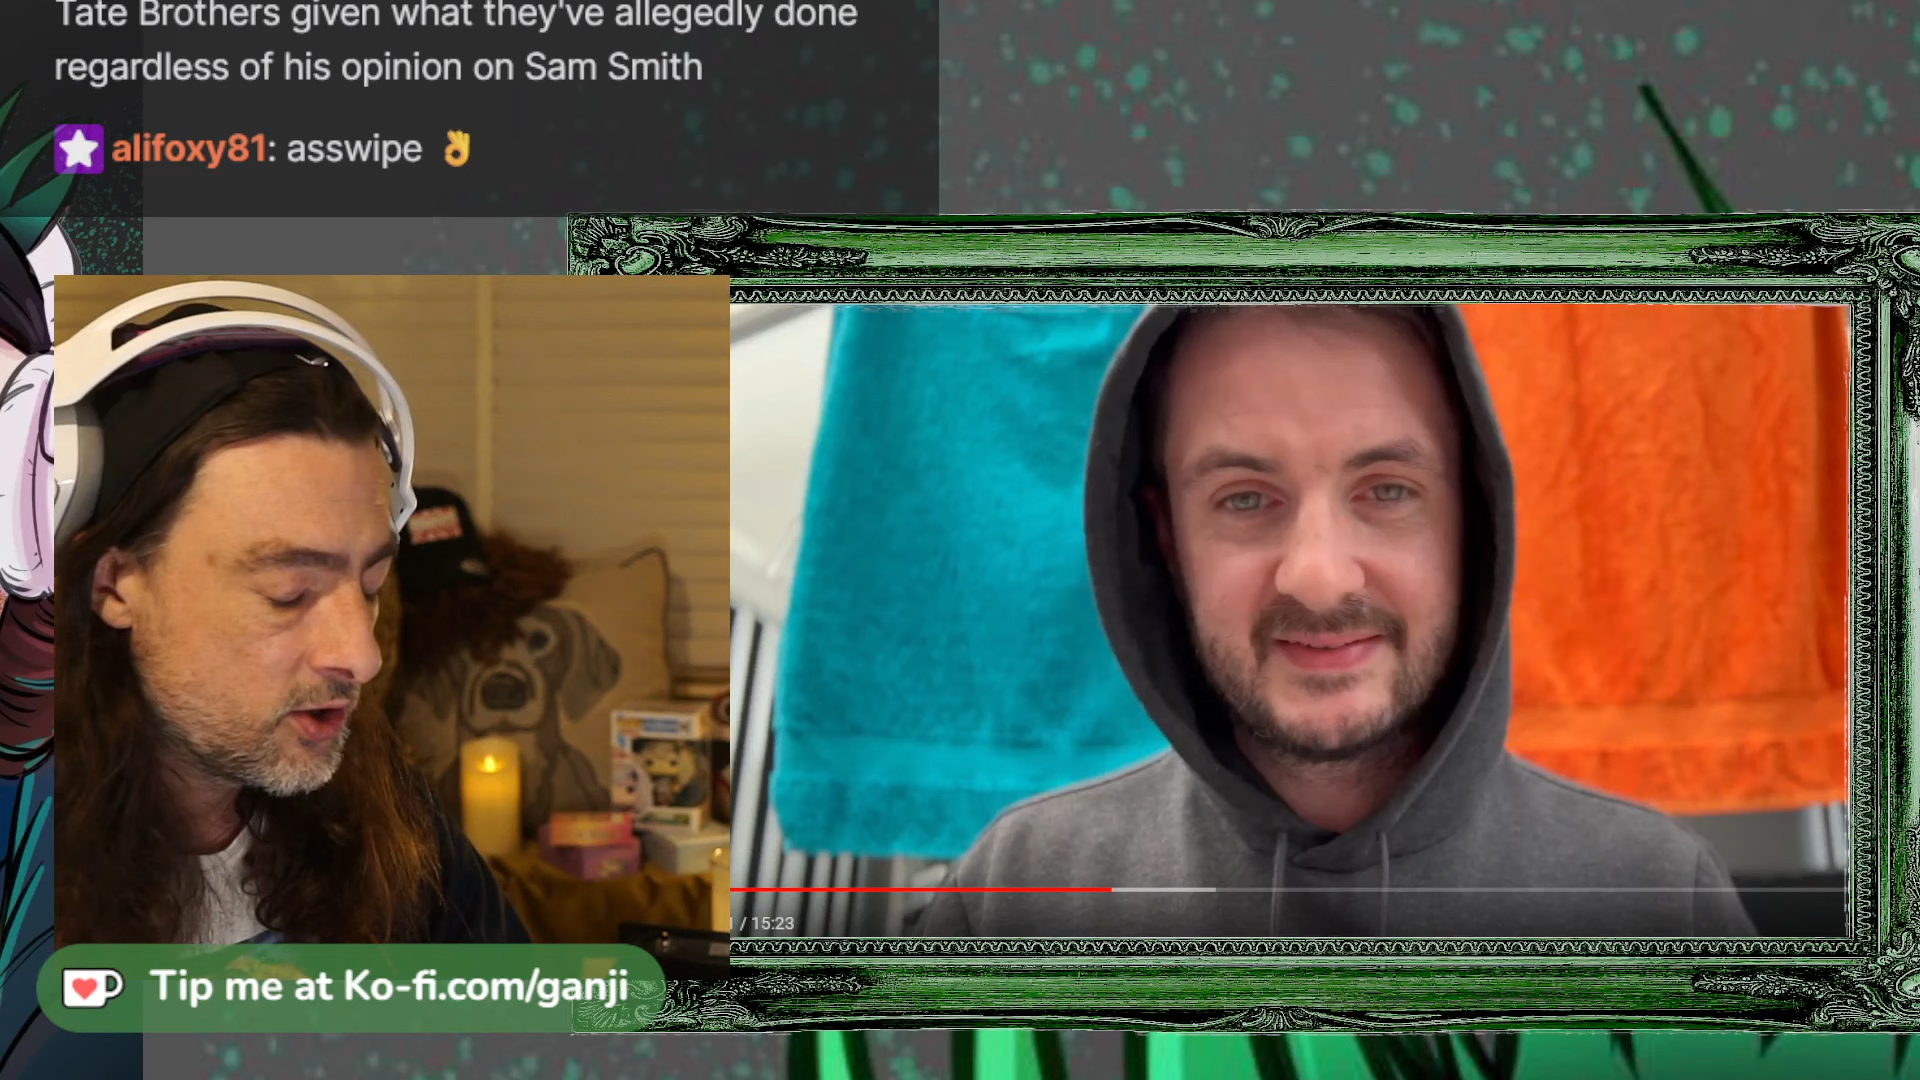 Tate Brothers given what they've allegedly done
regardless of his opinion on Sam Smith
alifoxy81: asswipe 👌
/ 15:23
Tip me at Ko-fi.com/ganji